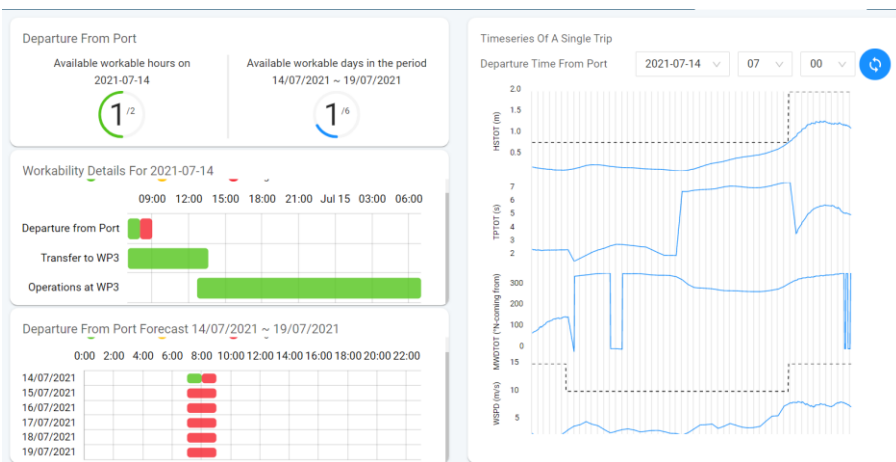 Departure From Port
Available workable hours on
2021-07-14
1 /2
Available workable days in the period
14/07/2021 ~ 19/07/2021
1 /6
Workability Details For 2021-07-14
09:00 12:00 15:00 18:00 21:00 Jul 15 03:00 06:00
Departure from Port
Transfer to WP3
Operations at WP3
Departure From Port Forecast 14/07/2021 ~ 19/07/2021
0:00 2:00 4:00 6:00 8:00 10:00 12:00 14:00 16:00 18:00 20:00 22:00
14/07/2021
15/07/2021
16/07/2021
17/07/2021
18/07/2021
19/07/2021
Timeseries Of A Single Trip
Departure Time From Port 2021-07-14 07 00
HSTOT (m)
2.0
1.5
1.0
0.5
TPTOT (s)
7
6
5
4
3
2
MWDTOT (°N-coming from)
300
200
100
0
WSPD (m/s)
15
10
5